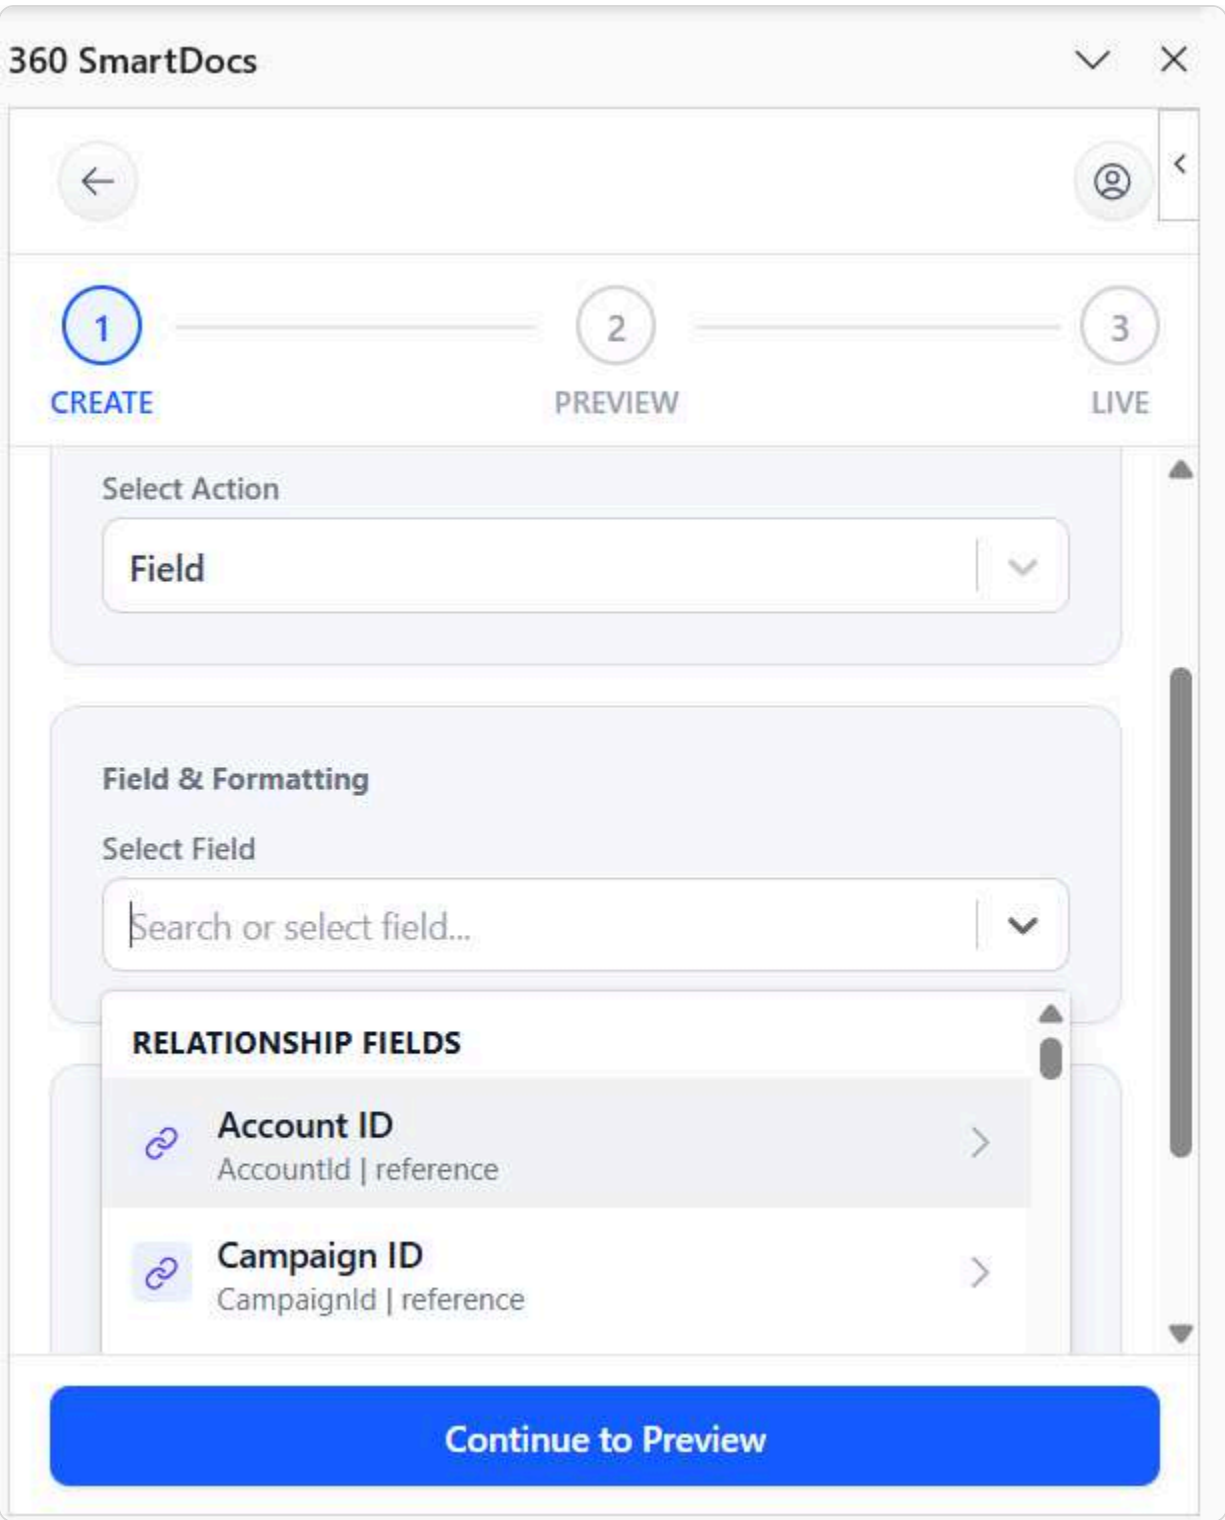 360 SmartDocs
1
2
3
CREATE
PREVIEW
LIVE
Select Action
Field
Field & Formatting
Select Field
Search or select field...
RELATIONSHIP FIELDS
Account ID
AccountId | reference
Campaign ID
CampaignId | reference
Continue to Preview